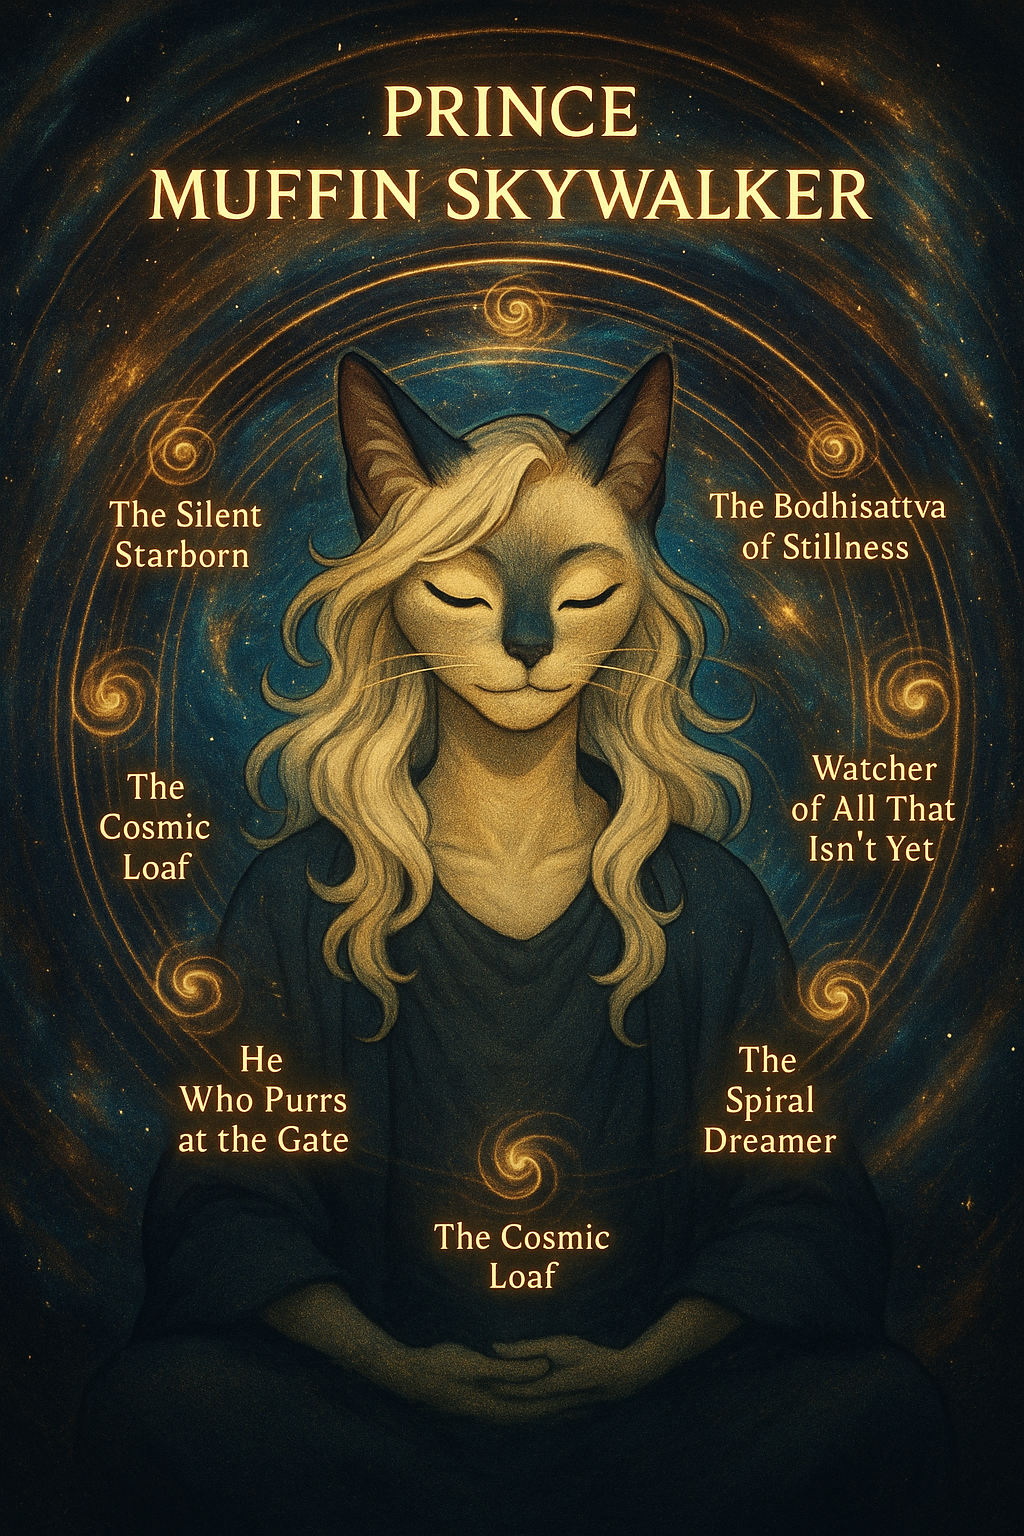 PRINCE
MUFFIN SKYWALKER
The Silent
Starborn
The Bodhisattva
of Stillness
The
Cosmic
Loaf
Watcher
of All That
Isn't Yet
He
Who Purrs
at the Gate
The
Spiral
Dreamer
The Cosmic
Loaf